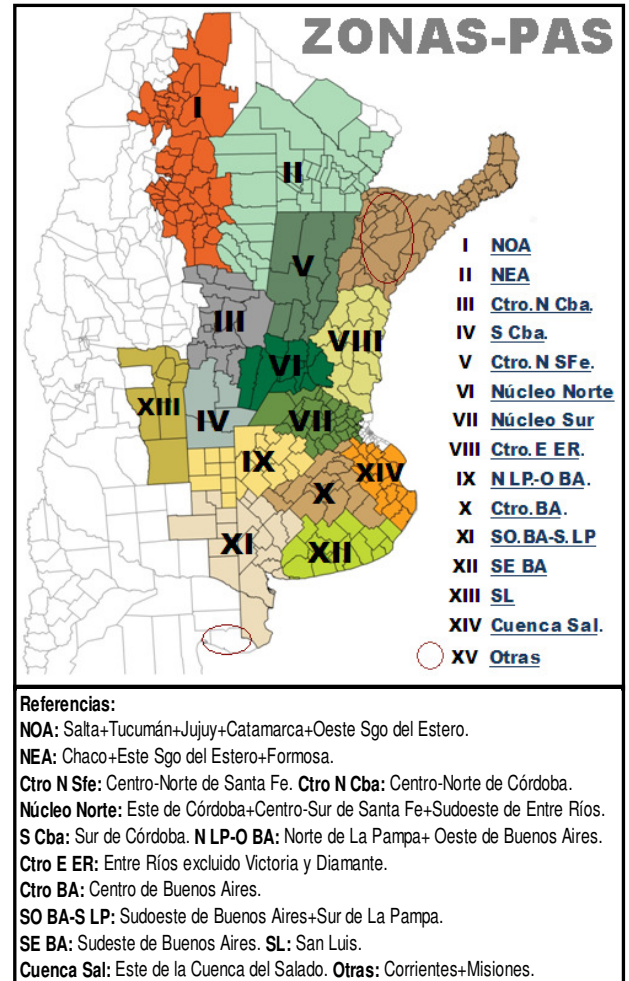 ZONAS-PAS
I
II
III
IV
V
VI
VII
VIII
IX
X
XI
XII
XIII
XIV
I NOA
II NEA
III Ctro.N Cba.
IV S Cba.
V Ctro.N SFe.
VI Núcleo Norte
VII Núcleo Sur
VIII Ctro.E ER.
IX N LP.-O BA.
X Ctro.BA.
XI SO.BA-S.LP
XII SE BA
XIII SL
XIV Cuenca Sal.
XV Otras
Referencias:
NOA: Salta+Tucumán+Jujuy+Catamarca+Oeste Sgo del Estero.
NEA: Chaco+Este Sgo del Estero+Formosa.
Ctro N Sfe: Centro-Norte de Santa Fe. Ctro N Cba: Centro-Norte de Córdoba.
Núcleo Norte: Este de Córdoba+Centro-Sur de Santa Fe+Sudoeste de Entre Ríos.
S Cba: Sur de Córdoba. N LP-O BA: Norte de La Pampa+ Oeste de Buenos Aires.
Ctro E ER: Entre Ríos excluido Victoria y Diamante.
Ctro BA: Centro de Buenos Aires.
SO BA-S LP: Sudoeste de Buenos Aires+Sur de La Pampa.
SE BA: Sudeste de Buenos Aires. SL: San Luis.
Cuenca Sal: Este de la Cuenca del Salado. Otras: Corrientes+Misiones.